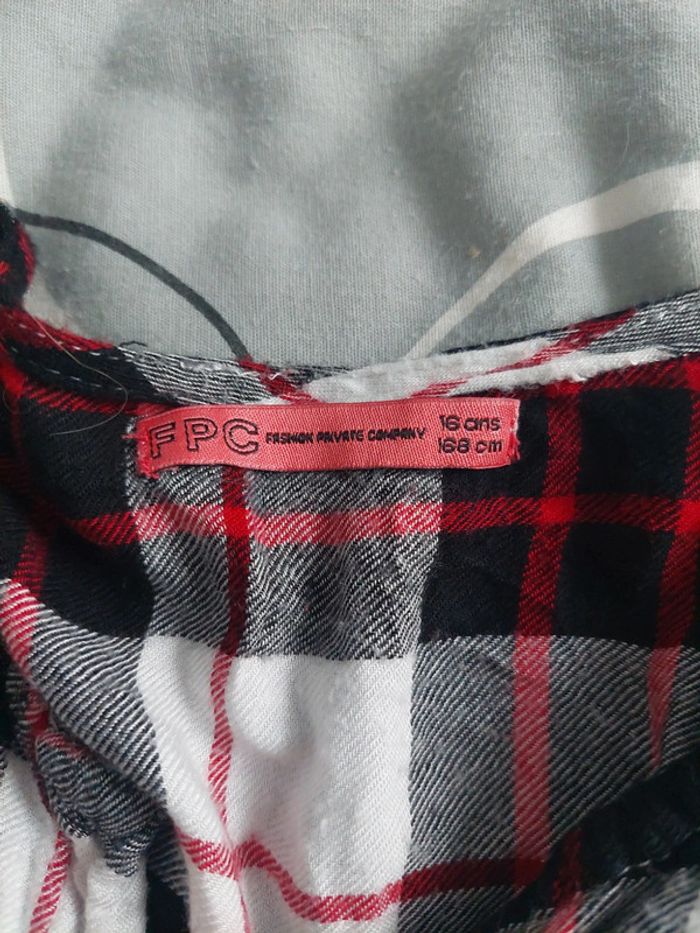 FPC FASHION PRIVATE COMPANY 16 ans
168 cm